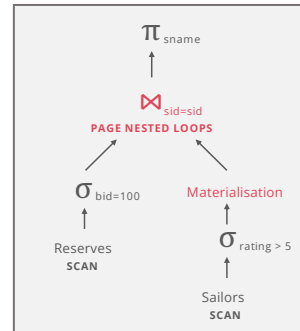 π sname
⋈ sid=sid
PAGE NESTED LOOPS
σ bid=100
Materialisation
Reserves
SCAN
σ rating > 5
Sailors
SCAN